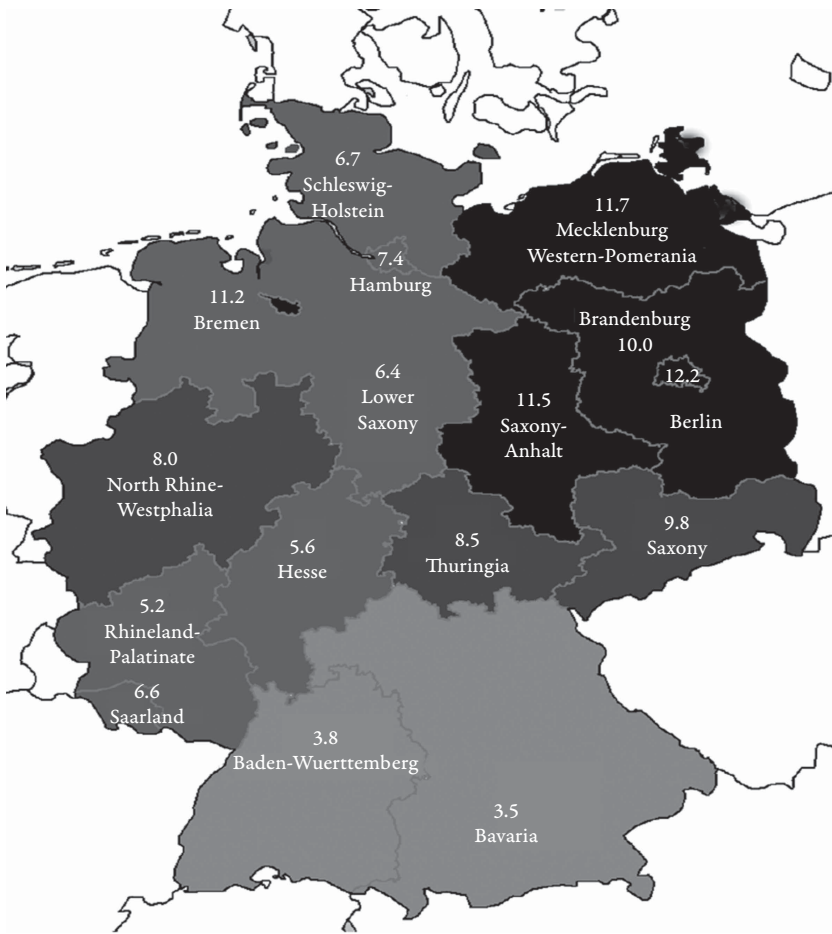 6.7
Schleswig-
Holstein
11.7
Mecklenburg
Western-Pomerania
7.4
Hamburg
11.2
Bremen
Brandenburg
10.0
12.2
Berlin
6.4
Lower
Saxony
11.5
Saxony-
Anhalt
8.0
North Rhine-
Westphalia
5.6
Hesse
8.5
Thuringia
9.8
Saxony
5.2
Rhineland-
Palatinate
6.6
Saarland
3.8
Baden-Wuerttemberg
3.5
Bavaria